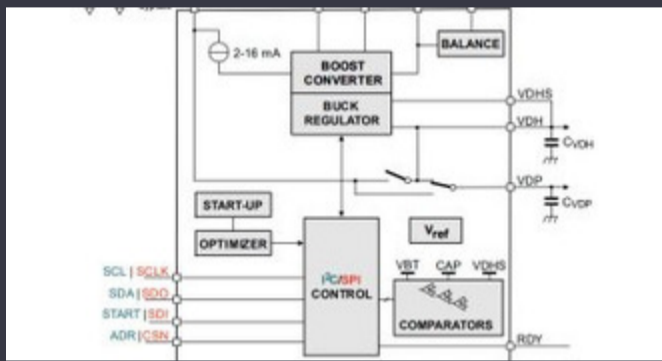 2-16 mA
BALANCE
BOOST
CONVERTER
BUCK
REGULATOR
VDHS
VDH
CVDH
VDP
CVDP
START-UP
OPTIMIZER
Vref
SCL | SCLK
SDA | SDO
START | SDI
ADR | CSN
I²C/SPI
CONTROL
VBT CAP VDHS
COMPARATORS
RDY